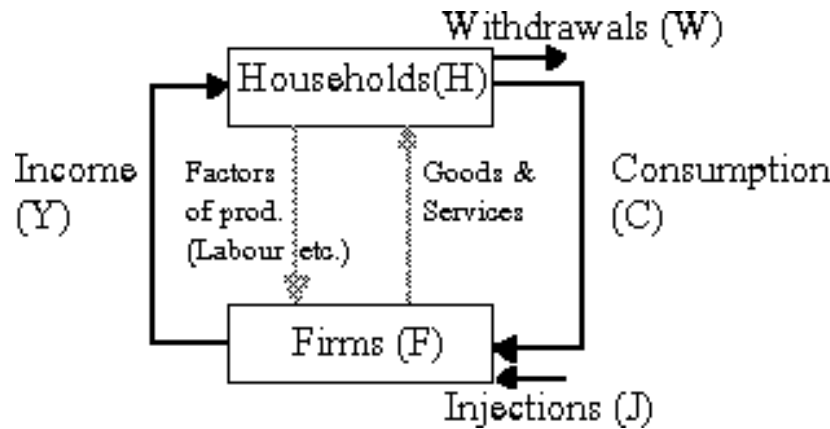 Withdrawals (W)
Households(H)
Income
(Y)
Factors
of prod.
(Labour etc.)
Goods &
Services
Consumption
(C)
Firms (F)
Injections (J)